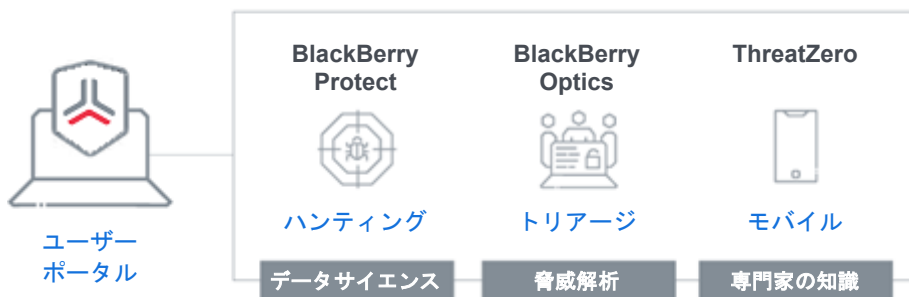 BlackBerry
Protect
BlackBerry
Optics
ThreatZero
ハンティング
トリアージ
モバイル
ユーザー
ポータル
データサイエンス
脅威解析
専門家の知識